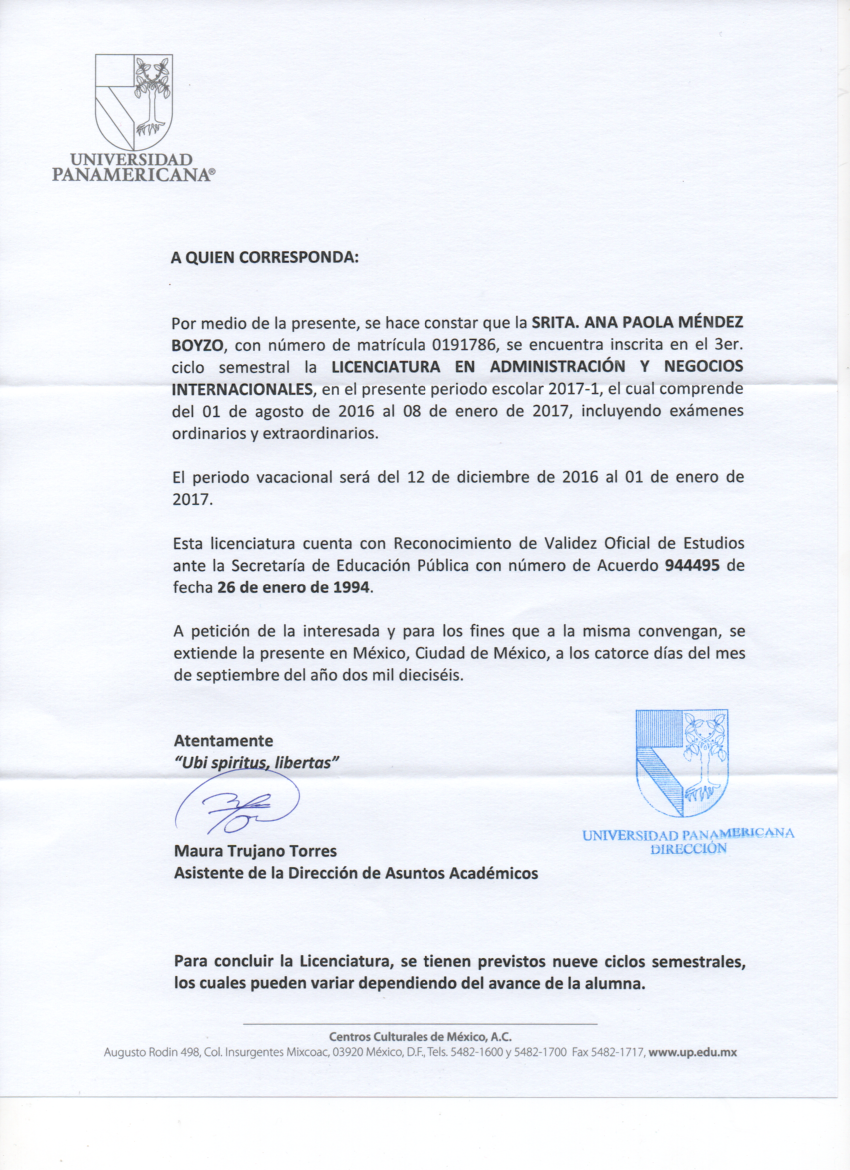 UNIVERSIDAD
PANAMERICANA®
A QUIEN CORRESPONDA:
Por medio de la presente, se hace constar que la SRITA. ANA PAOLA MÉNDEZ
BOYZO, con número de matrícula 0191786, se encuentra inscrita en el 3er.
ciclo semestral la LICENCIATURA EN ADMINISTRACIÓN Y NEGOCIOS
INTERNACIONALES, en el presente periodo escolar 2017-1, el cual comprende
del 01 de agosto de 2016 al 08 de enero de 2017, incluyendo exámenes
ordinarios y extraordinarios.
El periodo vacacional será del 12 de diciembre de 2016 al 01 de enero de
2017.
Esta licenciatura cuenta con Reconocimiento de Validez Oficial de Estudios
ante la Secretaría de Educación Pública con número de Acuerdo 944495 de
fecha 26 de enero de 1994.
A petición de la interesada y para los fines que a la misma convengan, se
extiende la presente en México, Ciudad de México, a los catorce días del mes
de septiembre del año dos mil dieciséis.
Atentamente
“Ubi spiritus, libertas”
UNIVERSIDAD PANAMERICANA
DIRECCIÓN
Maura Trujano Torres
Asistente de la Dirección de Asuntos Académicos
Para concluir la Licenciatura, se tienen previstos nueve ciclos semestrales,
los cuales pueden variar dependiendo del avance de la alumna.
Centros Culturales de México, A.C.
Augusto Rodin 498, Col. Insurgentes Mixcoac, 03920 México, D.F., Tels. 5482-1600 y 5482-1700 Fax 5482-1717, www.up.edu.mx